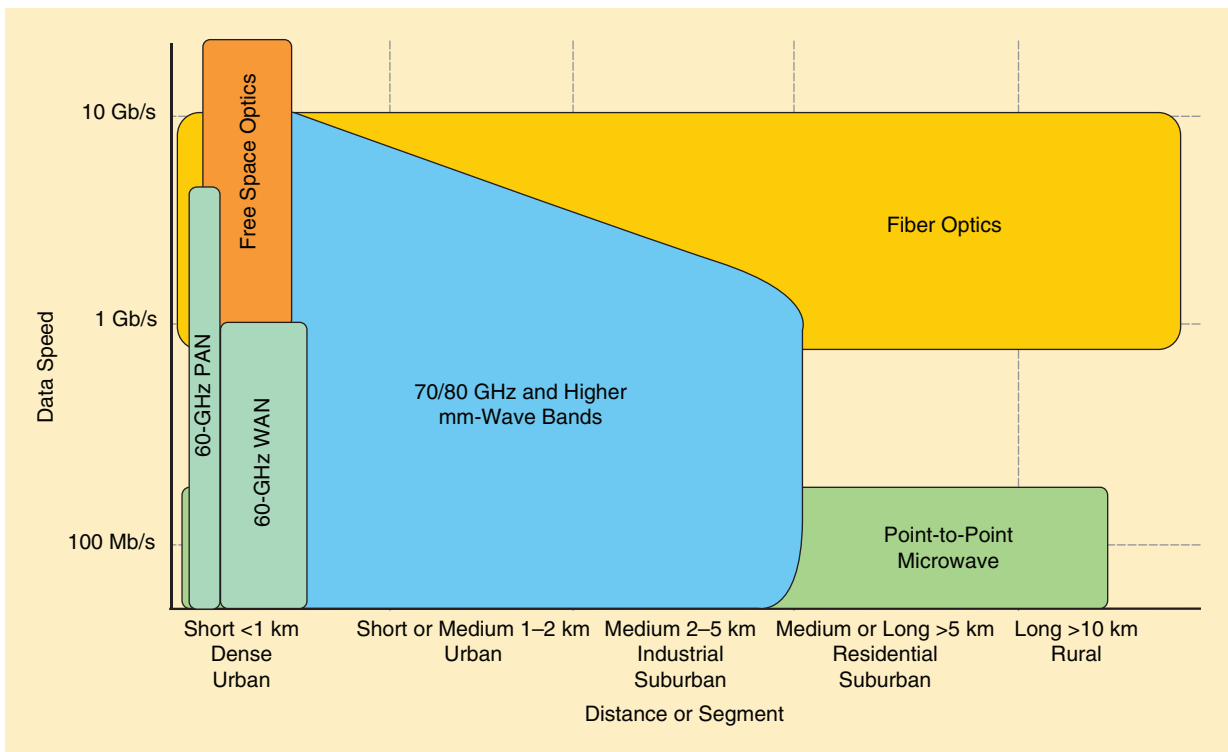 10 Gb/s
1 Gb/s
100 Mb/s
Data Speed
Free Space Optics
60-GHz PAN
60-GHz WAN
Fiber Optics
70/80 GHz and Higher
mm-Wave Bands
Point-to-Point
Microwave
Short <1 km
Dense
Urban
Short or Medium 1–2 km
Urban
Medium 2–5 km
Industrial
Suburban
Medium or Long >5 km
Residential
Suburban
Long >10 km
Rural
Distance or Segment